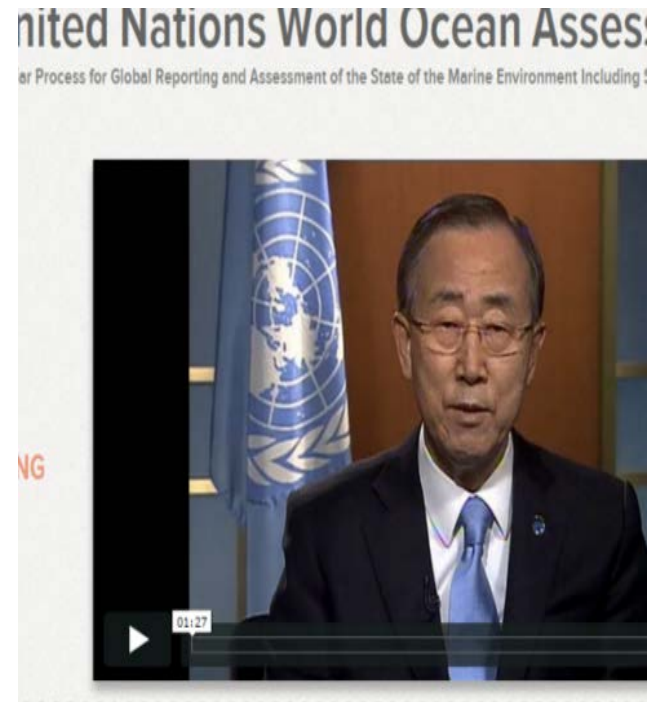 nited Nations World Ocean Asses
ar Process for Global Reporting and Assessment of the State of the Marine Environment Including S
NG
01:27